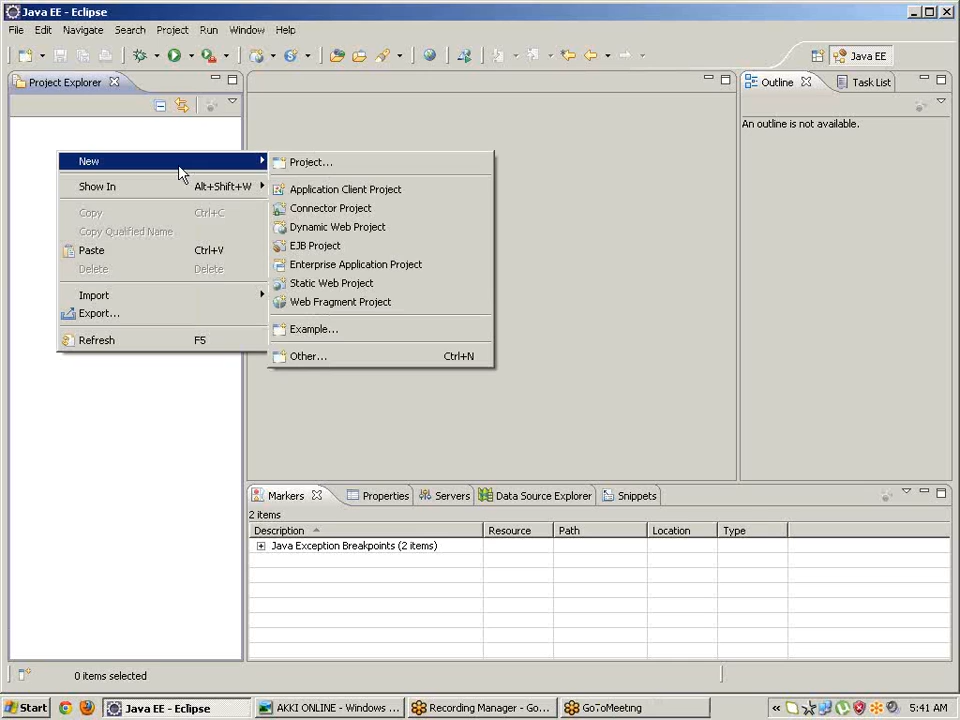 Java EE - Eclipse
File Edit Navigate Search Project Run Window Help
Java EE
Project Explorer
Outline Task List
An outline is not available.
New
Show In Alt+Shift+W
Copy Ctrl+C
Copy Qualified Name
Paste Ctrl+V
Delete Delete
Import
Export...
Refresh F5
Project...
Application Client Project
Connector Project
Dynamic Web Project
EJB Project
Enterprise Application Project
Static Web Project
Web Fragment Project
Example...
Other... Ctrl+N
Markers Properties Servers Data Source Explorer Snippets
2 items
Description Resource Path Location Type
Java Exception Breakpoints (2 items)
0 items selected
Start Java EE - Eclipse AKKI ONLINE - Windows ... Recording Manager - Go... GoToMeeting 5:41 AM